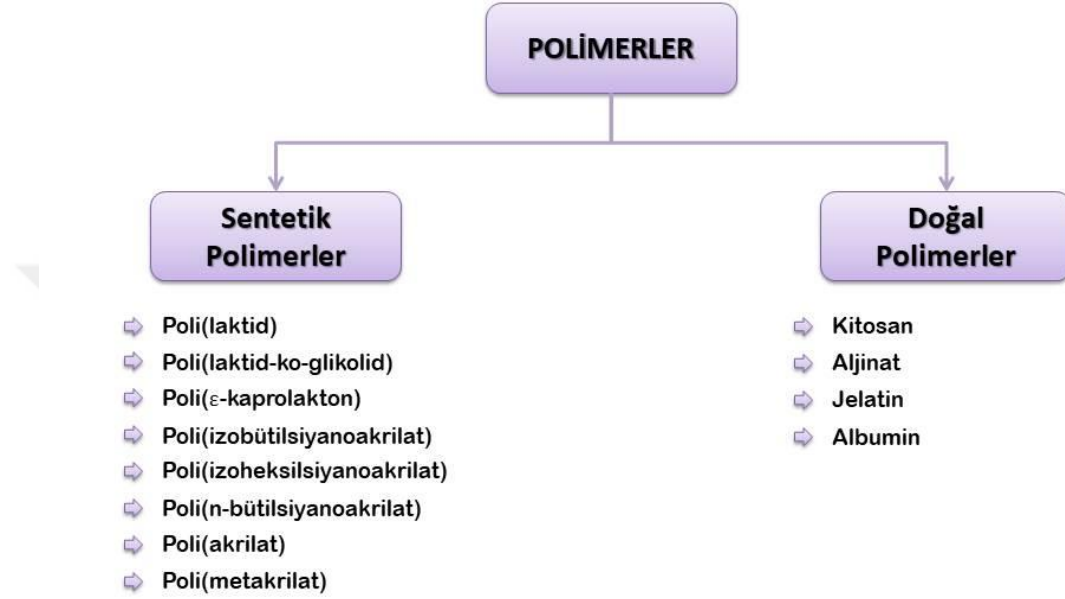 POLİMERLER
Sentetik
Polimerler
Poli(laktid)
Poli(laktid-ko-glikolid)
Poli(ε-kaprolakton)
Poli(izobütilsiyanoakrilat)
Poli(izoheksilsiyanoakrilat)
Poli(n-bütilsiyanoakrilat)
Poli(akrilat)
Poli(metakrilat)
Doğal
Polimerler
Kitosan
Aljinat
Jelatin
Albumin